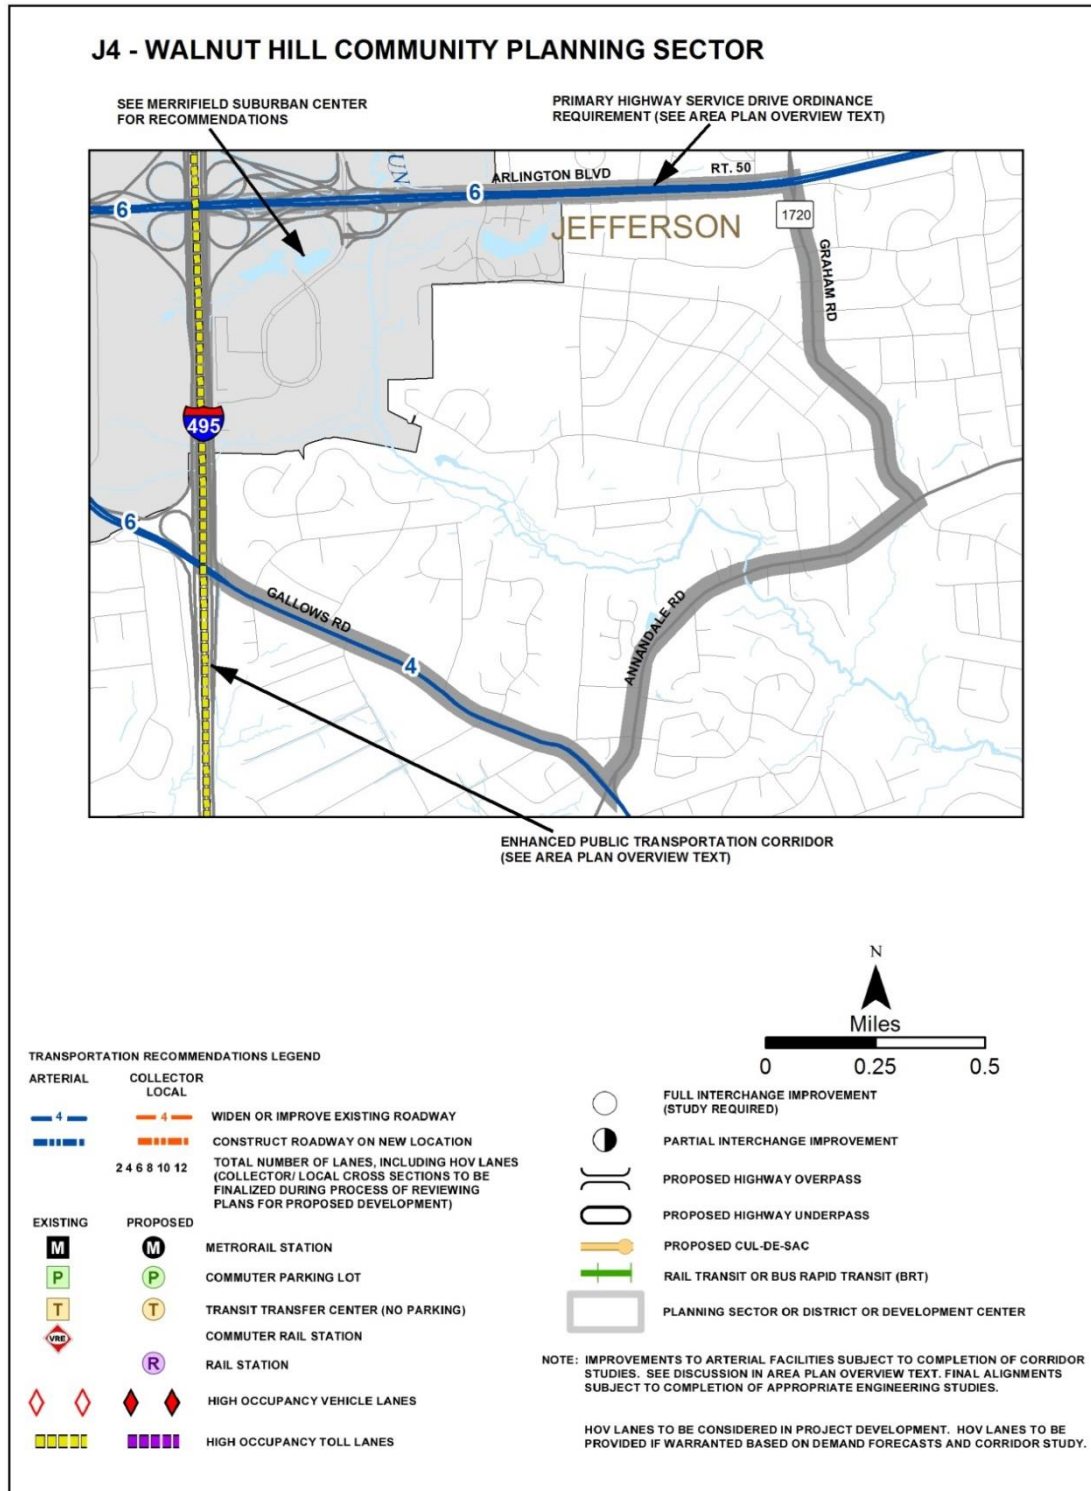 J4 - WALNUT HILL COMMUNITY PLANNING SECTOR
SEE MERRIFIELD SUBURBAN CENTER
FOR RECOMMENDATIONS
PRIMARY HIGHWAY SERVICE DRIVE ORDINANCE
REQUIREMENT (SEE AREA PLAN OVERVIEW TEXT)
UN
ARLINGTON BLVD
RT. 50
6
6
1720
JEFFERSON
GRAHAM RD
495
6
GALLOWS RD
4
ANNANDALE RD
ENHANCED PUBLIC TRANSPORTATION CORRIDOR
(SEE AREA PLAN OVERVIEW TEXT)
N
Miles
0 0.25 0.5
TRANSPORTATION RECOMMENDATIONS LEGEND
ARTERIAL
COLLECTOR
LOCAL
4 4 WIDEN OR IMPROVE EXISTING ROADWAY
CONSTRUCT ROADWAY ON NEW LOCATION
2 4 6 8 10 12 TOTAL NUMBER OF LANES, INCLUDING HOV LANES
(COLLECTOR/ LOCAL CROSS SECTIONS TO BE
FINALIZED DURING PROCESS OF REVIEWING
PLANS FOR PROPOSED DEVELOPMENT)
EXISTING PROPOSED
M M METRORAIL STATION
P P COMMUTER PARKING LOT
T T TRANSIT TRANSFER CENTER (NO PARKING)
VRE COMMUTER RAIL STATION
R RAIL STATION
HIGH OCCUPANCY VEHICLE LANES
HIGH OCCUPANCY TOLL LANES
FULL INTERCHANGE IMPROVEMENT
(STUDY REQUIRED)
PARTIAL INTERCHANGE IMPROVEMENT
PROPOSED HIGHWAY OVERPASS
PROPOSED HIGHWAY UNDERPASS
PROPOSED CUL-DE-SAC
RAIL TRANSIT OR BUS RAPID TRANSIT (BRT)
PLANNING SECTOR OR DISTRICT OR DEVELOPMENT CENTER
NOTE: IMPROVEMENTS TO ARTERIAL FACILITIES SUBJECT TO COMPLETION OF CORRIDOR
STUDIES. SEE DISCUSSION IN AREA PLAN OVERVIEW TEXT. FINAL ALIGNMENTS
SUBJECT TO COMPLETION OF APPROPRIATE ENGINEERING STUDIES.
HOV LANES TO BE CONSIDERED IN PROJECT DEVELOPMENT. HOV LANES TO BE
PROVIDED IF WARRANTED BASED ON DEMAND FORECASTS AND CORRIDOR STUDY.